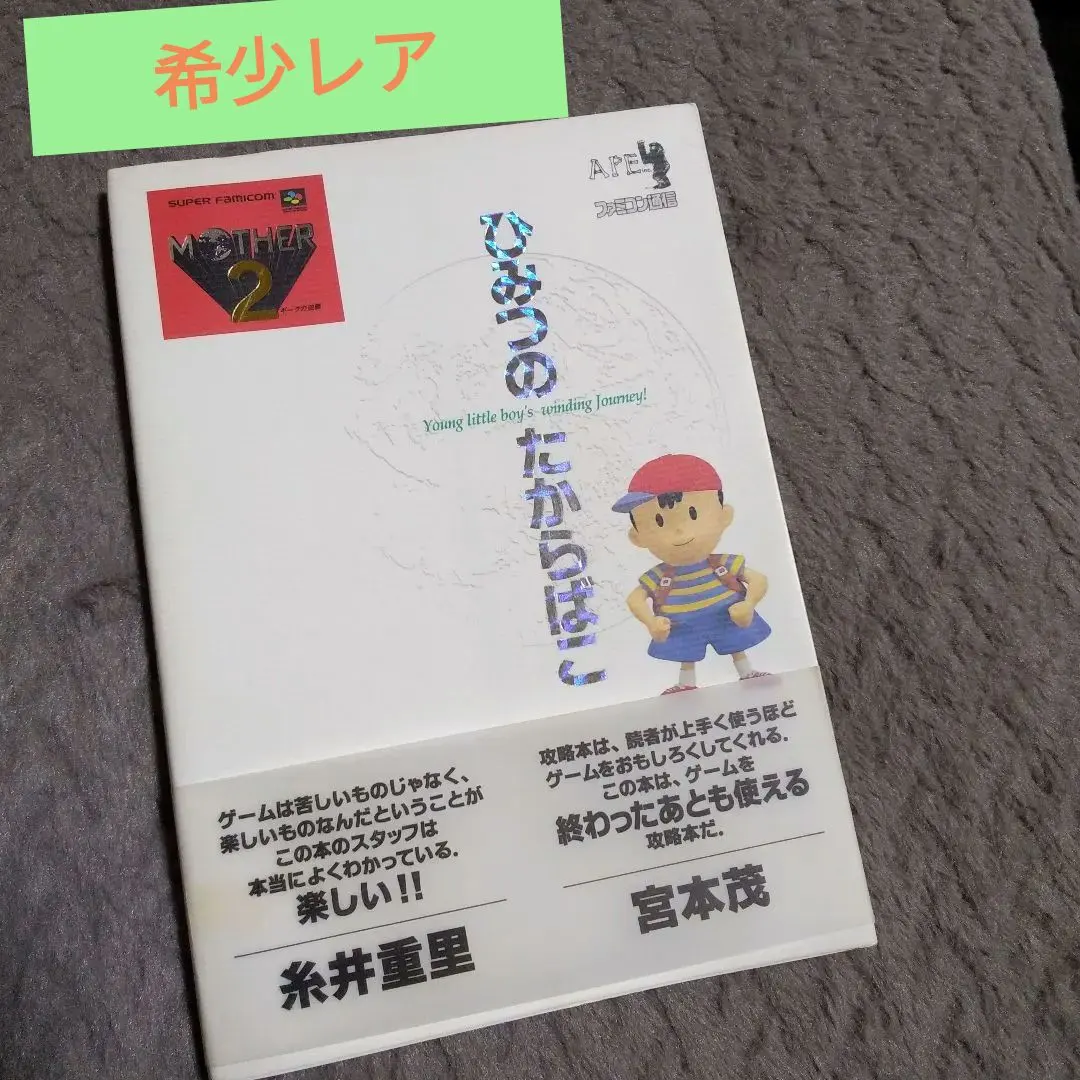 希少レア
SUPER FAMICOM
MOTHER
2
ギーグの逆襲
APE inc.
ファミコン通信
ひみつの たからばこ
Young little boy's winding Journey!
ゲームは苦しいものじゃなく、
楽しいものなんだということが
この本のスタッフは
本当によくわかっている.
楽しい!!
糸井重里
攻略本は、読者が上手く使うほど
ゲームをおもしろくしてくれる.
この本は、ゲームを
終わったあとも使える
攻略本だ.
宮本茂